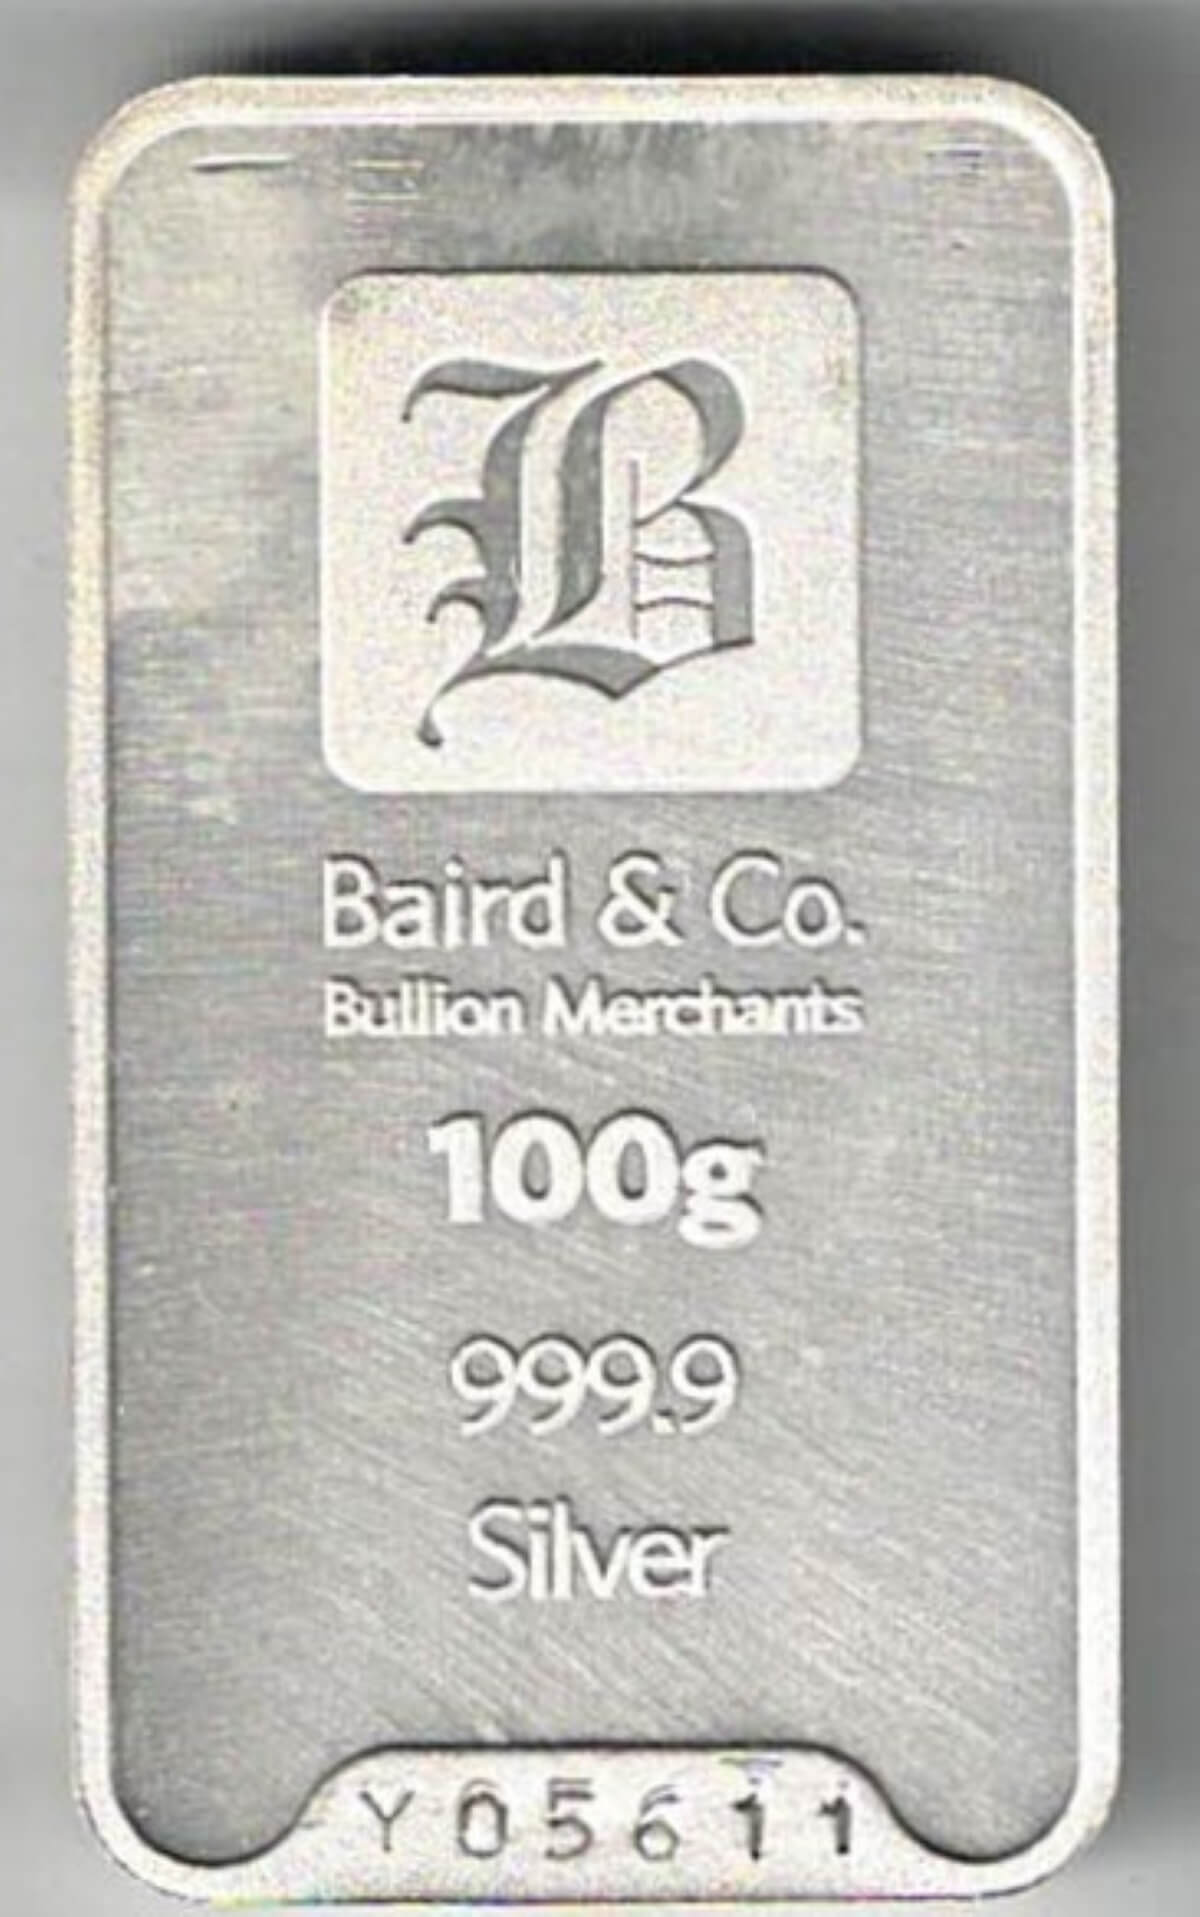 B
Baird & Co.
Bullion Merchants
100g
999.9
Silver
Y05611